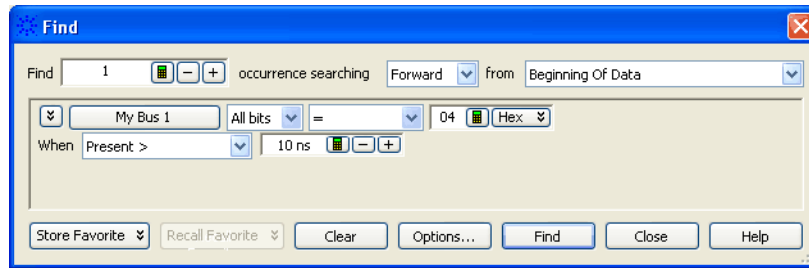 Find
Find 1 occurrence searching Forward from Beginning Of Data
My Bus 1 All bits = 04 Hex
When Present > 10 ns
Store Favorite Recall Favorite Clear Options... Find Close Help